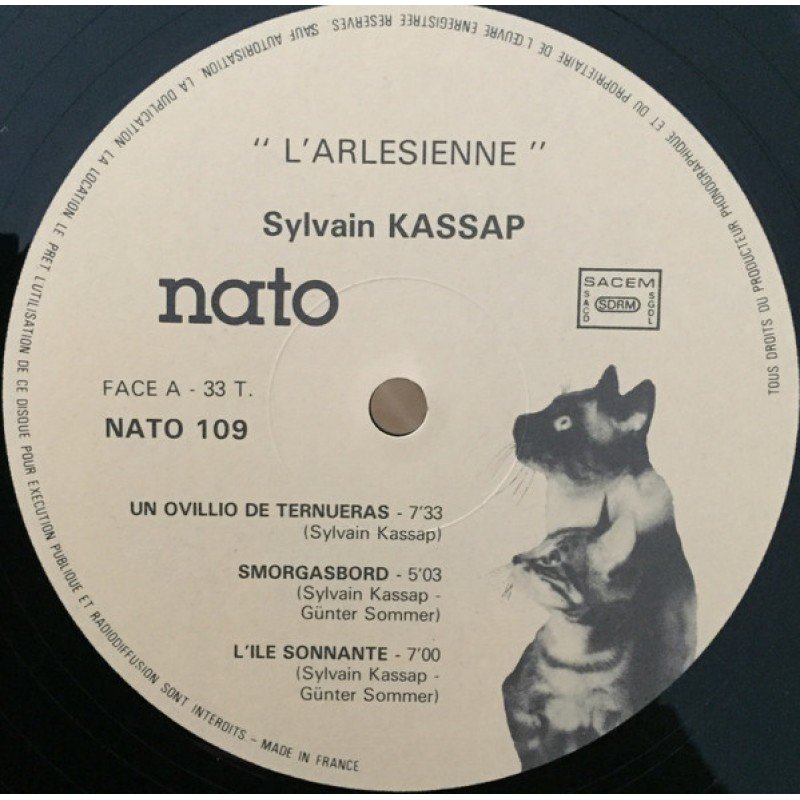 " L'ARLESIENNE "
Sylvain KASSAP
nato
SACEM
SACD
SDRM
SGDL
FACE A - 33 T.
NATO 109
UN OVILLIO DE TERNUERAS - 7'33
(Sylvain Kassap)
SMORGASBORD - 5'03
(Sylvain Kassap -
Günter Sommer)
L'ILE SONNANTE - 7'00
(Sylvain Kassap -
Günter Sommer)
TOUS DROITS DU PRODUCTEUR PHONOGRAPHIQUE ET DU PROPRIETAIRE DE L'ŒUVRE ENREGISTREE RESERVES. SAUF AUTORISATION, LA DUPLICATION, LA LOCATION, LE PRET, L'UTILISATION DE CE DISQUE POUR EXECUTION PUBLIQUE ET RADIODIFFUSION SONT INTERDITS - MADE IN FRANCE